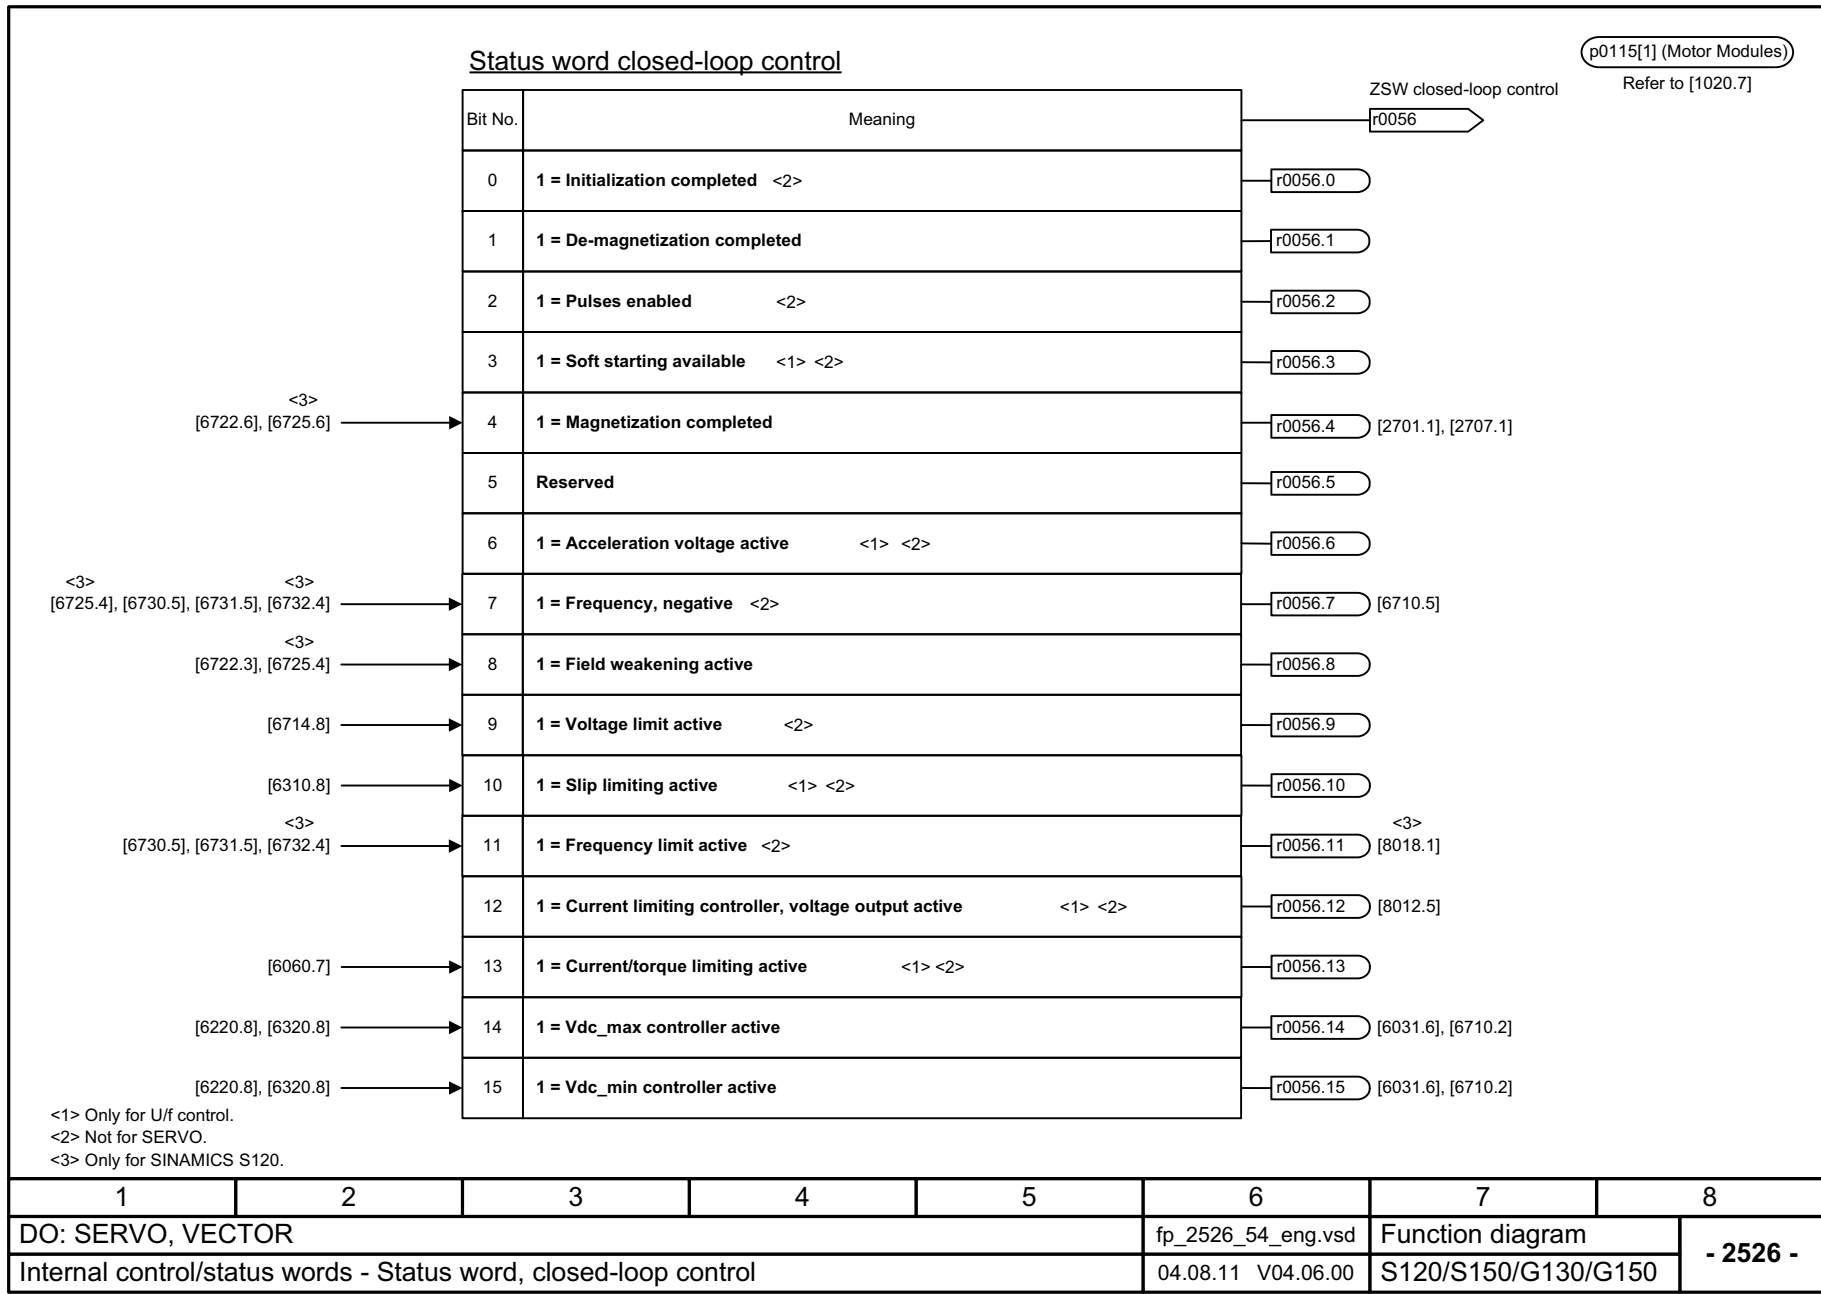 Status word closed-loop control
p0115[1] (Motor Modules)
Refer to [1020.7]
ZSW closed-loop control
Bit No. Meaning r0056
0 1 = Initialization completed <2> r0056.0
1 1 = De-magnetization completed r0056.1
2 1 = Pulses enabled <2> r0056.2
3 1 = Soft starting available <1> <2> r0056.3
<3>
[6722.6], [6725.6] 4 1 = Magnetization completed r0056.4 [2701.1], [2707.1]
5 Reserved r0056.5
6 1 = Acceleration voltage active <1> <2> r0056.6
<3> <3>
[6725.4], [6730.5], [6731.5], [6732.4] 7 1 = Frequency, negative <2> r0056.7 [6710.5]
<3>
[6722.3], [6725.4] 8 1 = Field weakening active r0056.8
[6714.8] 9 1 = Voltage limit active <2> r0056.9
[6310.8] 10 1 = Slip limiting active <1> <2> r0056.10
<3> <3>
[6730.5], [6731.5], [6732.4] 11 1 = Frequency limit active <2> r0056.11 [8018.1]
12 1 = Current limiting controller, voltage output active <1> <2> r0056.12 [8012.5]
[6060.7] 13 1 = Current/torque limiting active <1> <2> r0056.13
[6220.8], [6320.8] 14 1 = Vdc_max controller active r0056.14 [6031.6], [6710.2]
[6220.8], [6320.8] 15 1 = Vdc_min controller active r0056.15 [6031.6], [6710.2]
<1> Only for U/f control.
<2> Not for SERVO.
<3> Only for SINAMICS S120.
1 2 3 4 5 6 7 8
DO: SERVO, VECTOR fp_2526_54_eng.vsd Function diagram
- 2526 -
Internal control/status words - Status word, closed-loop control 04.08.11 V04.06.00 S120/S150/G130/G150